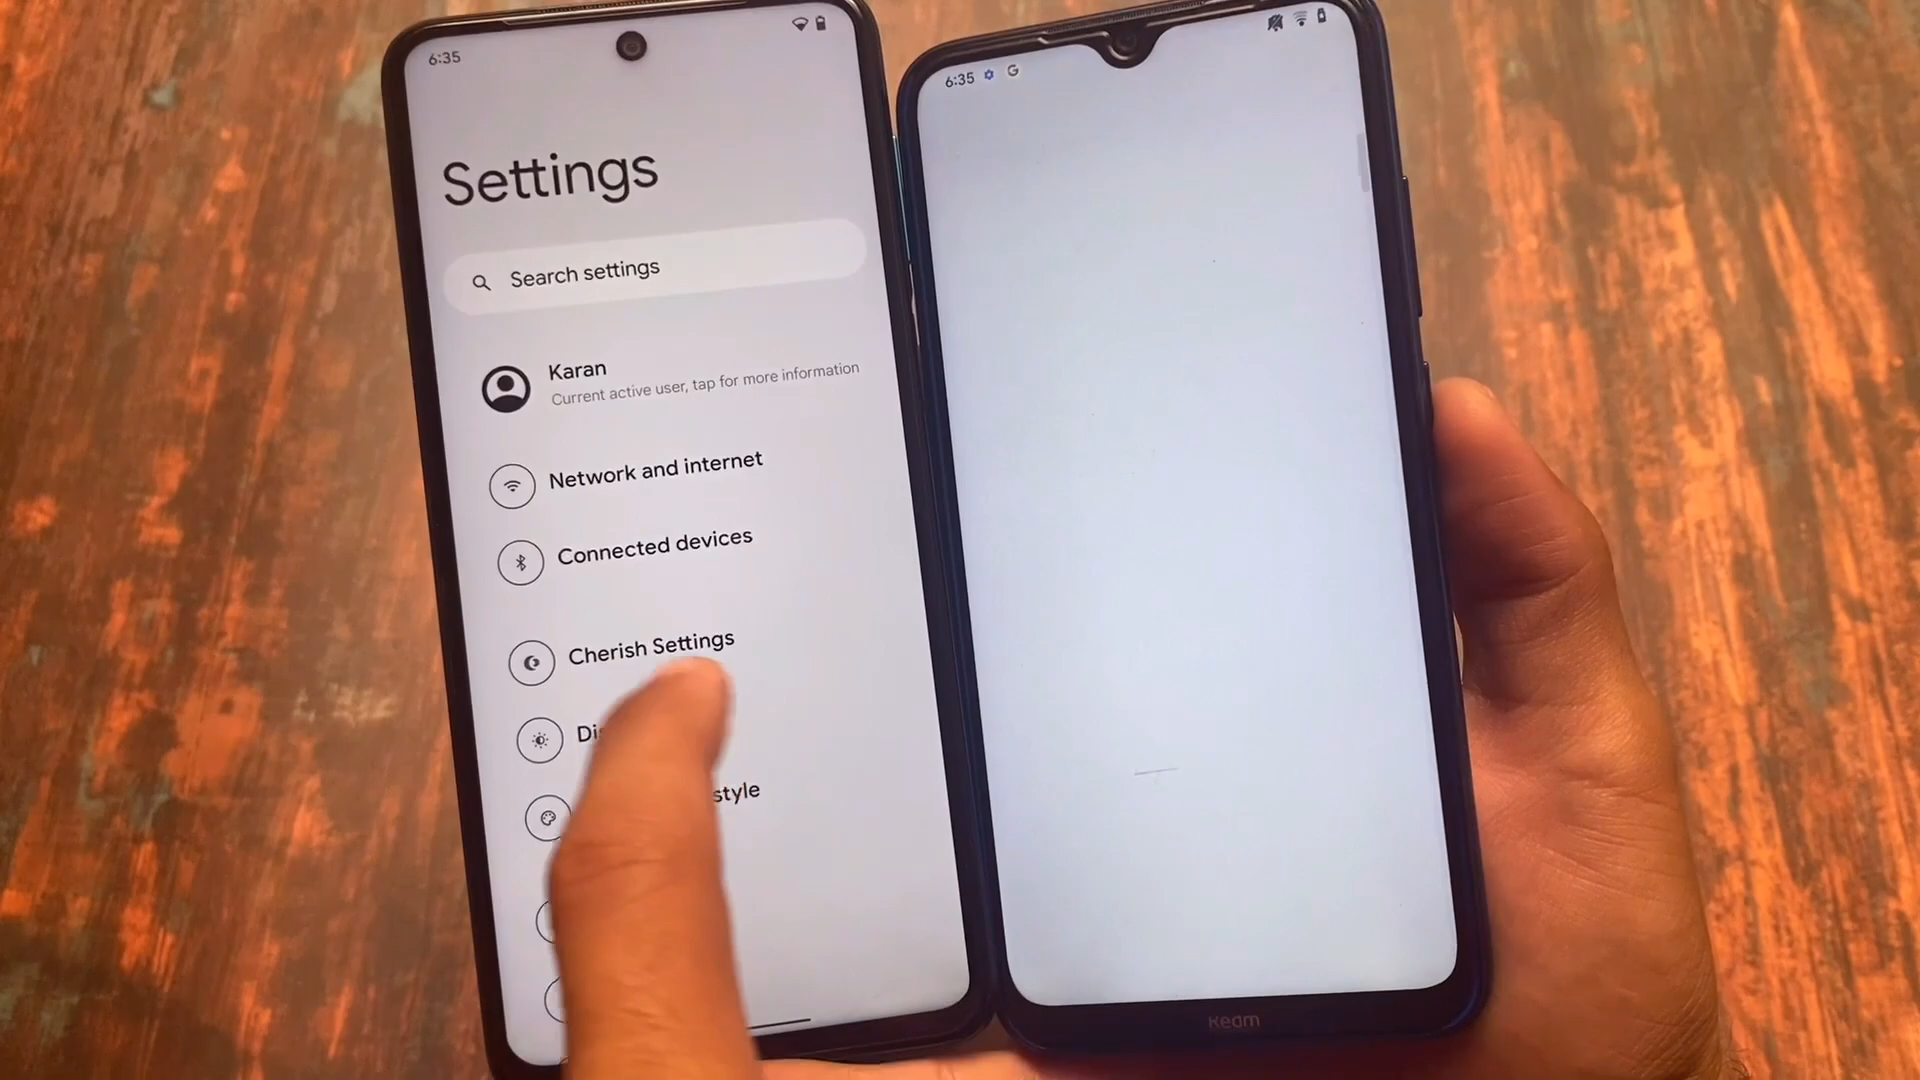 6:35
Settings
Search settings
Karan
Current active user, tap for more information
Network and internet
Connected devices
Cherish Settings
style
6:35
G